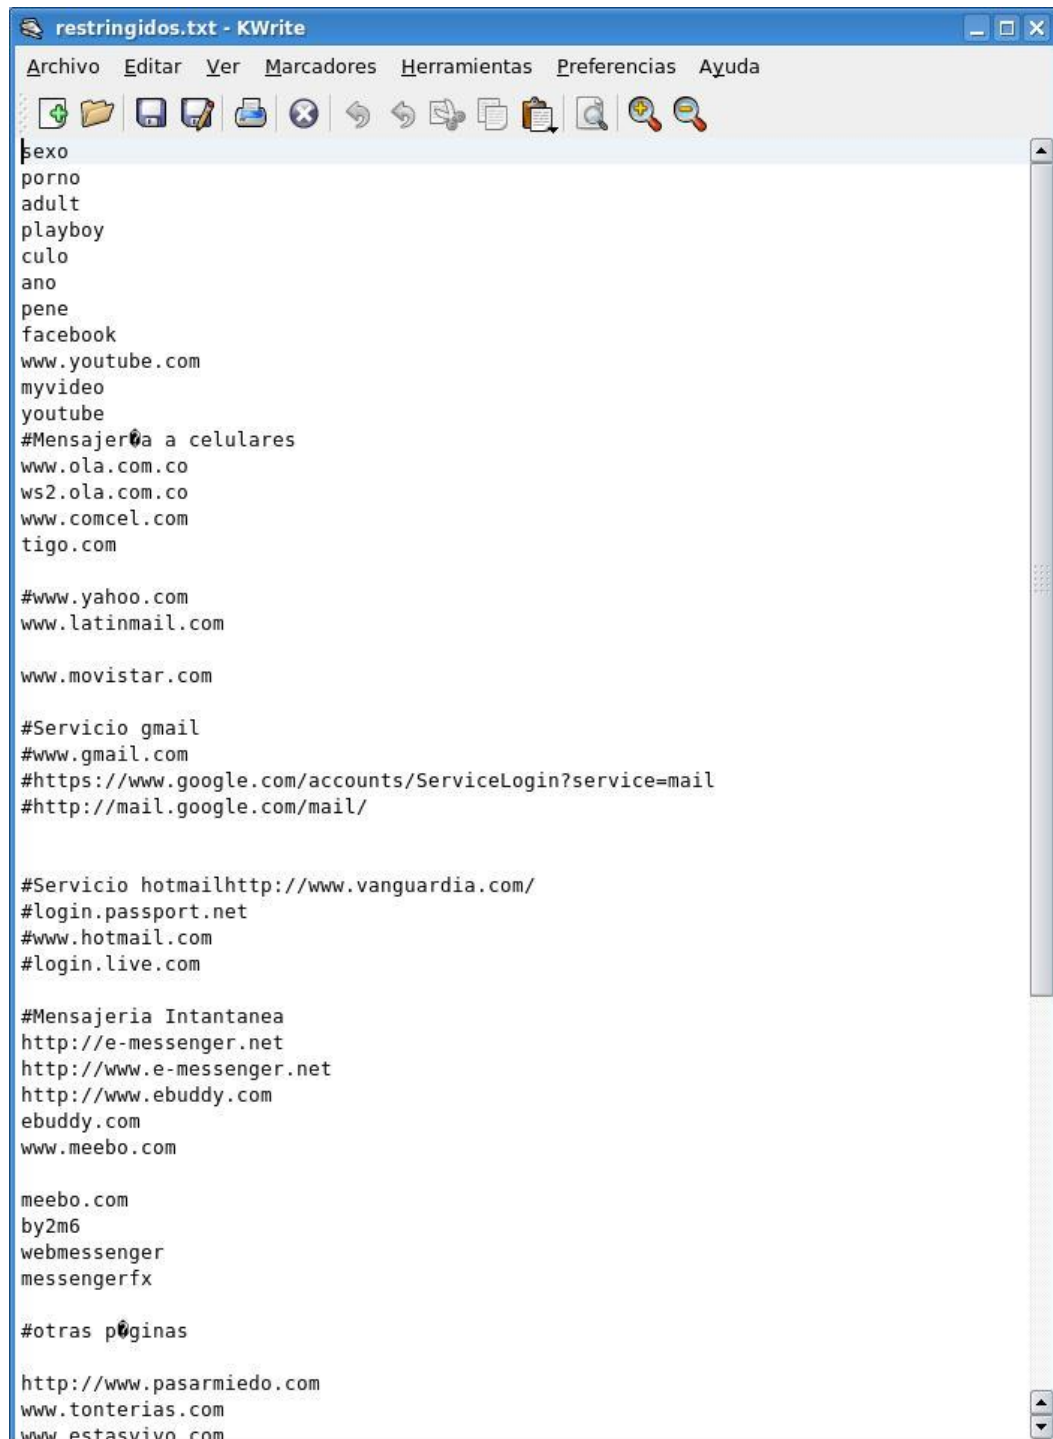 restringidos.txt - KWrite
Archivo Editar Ver Marcadores Herramientas Preferencias Ayuda
sexo
porno
adult
playboy
culo
ano
pene
facebook
www.youtube.com
myvideo
youtube
#Mensajer�a a celulares
www.ola.com.co
ws2.ola.com.co
www.comcel.com
tigo.com
#www.yahoo.com
www.latinmail.com
www.movistar.com
#Servicio gmail
#www.gmail.com
#https://www.google.com/accounts/ServiceLogin?service=mail
#http://mail.google.com/mail/
#Servicio hotmailhttp://www.vanguardia.com/
#login.passport.net
#www.hotmail.com
#login.live.com
#Mensajeria Intantanea
http://e-messenger.net
http://www.e-messenger.net
http://www.ebuddy.com
ebuddy.com
www.meebo.com
meebo.com
by2m6
webmessenger
messengerfx
#otras p�ginas
http://www.pasarmiedo.com
www.tonterias.com
www.estasvivo.com